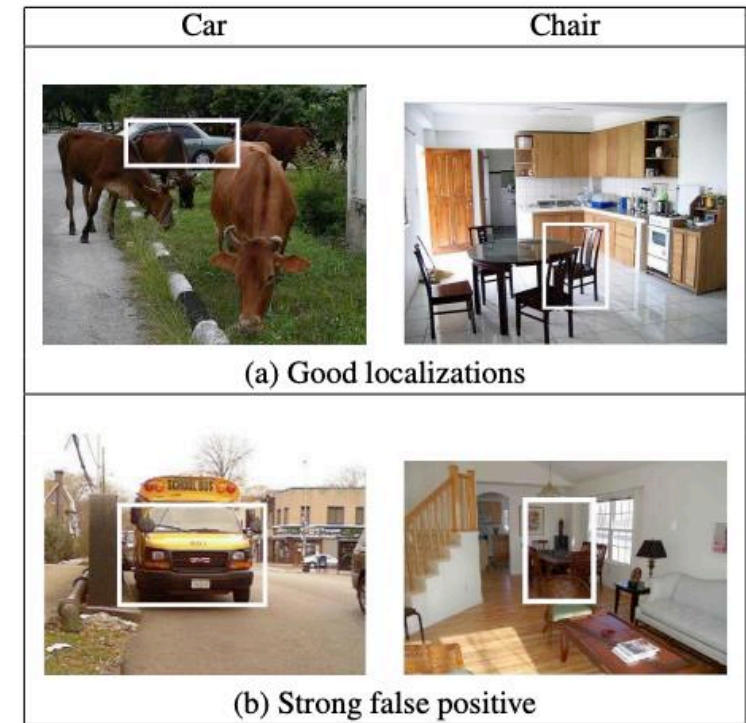 Car Chair
(a) Good localizations
SCHOOL BUS
GMC
(b) Strong false positive